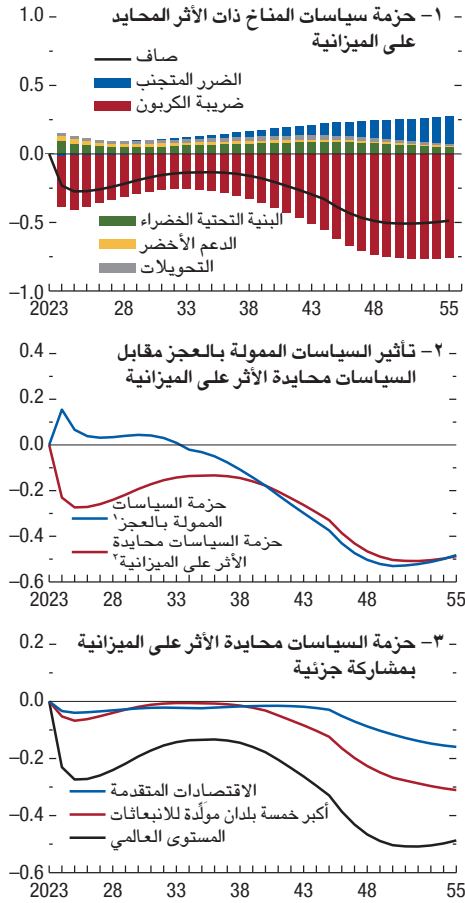 ١– حزمة سياسات المناخ ذات الأثر المحايد
على الميزانية
صاف
الضرر المتجنب
ضريبة الكربون
البنية التحتية الخضراء
الدعم الأخضر
التحويلات
1.0
0.5
0.0
–0.5
–1.0
2023 28 33 38 43 48 55
٢– تأثير السياسات الممولة بالعجز مقابل
السياسات محايدة الأثر على الميزانية
0.4
0.2
0.0
–0.2
–0.4
–0.6
حزمة السياسات
الممولة بالعجز١
حزمة السياسات محايدة
الأثر على الميزانية٢
2023 28 33 38 43 48 55
٣– حزمة السياسات محايدة الأثر على الميزانية
بمشاركة جزئية
0.2
0.0
–0.2
–0.4
–0.6
الاقتصادات المتقدمة
أكبر خمسة بلدان مولِّدة للانبعاثات
المستوى العالمي
2023 28 33 38 43 48 55